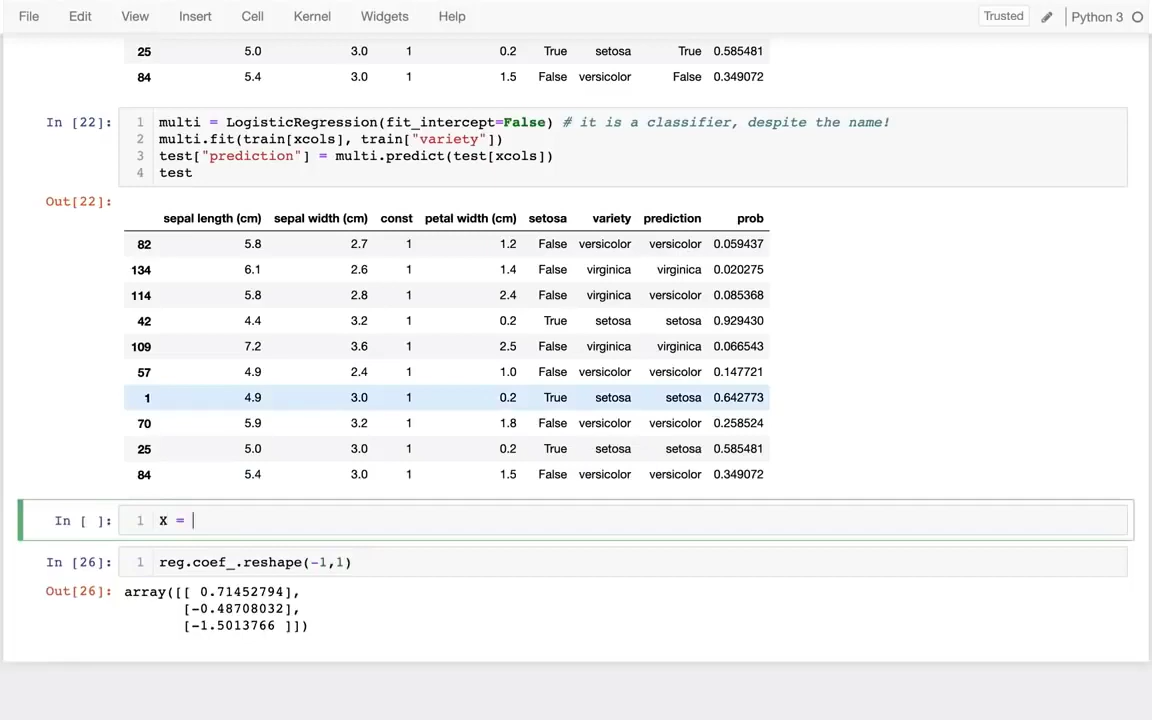 File Edit View Insert Cell Kernel Widgets Help Trusted Python 3
25 5.0 3.0 1 0.2 True setosa True 0.585481
84 5.4 3.0 1 1.5 False versicolor False 0.349072
In [22]: 1 multi = LogisticRegression(fit_intercept=False) # it is a classifier, despite the name!
2 multi.fit(train[xcols], train["variety"])
3 test["prediction"] = multi.predict(test[xcols])
4 test
Out[22]:
sepal length (cm) sepal width (cm) const petal width (cm) setosa variety prediction prob
82 5.8 2.7 1 1.2 False versicolor versicolor 0.059437
134 6.1 2.6 1 1.4 False virginica virginica 0.020275
114 5.8 2.8 1 2.4 False virginica versicolor 0.085368
42 4.4 3.2 1 0.2 True setosa setosa 0.929430
109 7.2 3.6 1 2.5 False virginica virginica 0.066543
57 4.9 2.4 1 1.0 False versicolor versicolor 0.147721
1 4.9 3.0 1 0.2 True setosa setosa 0.642773
70 5.9 3.2 1 1.8 False versicolor versicolor 0.258524
25 5.0 3.0 1 0.2 True setosa setosa 0.585481
84 5.4 3.0 1 1.5 False versicolor versicolor 0.349072
In [ ]: 1 X =
In [26]: 1 reg.coef_.reshape(-1,1)
Out[26]: array([[ 0.71452794],
[-0.48708032],
[-1.5013766 ]])